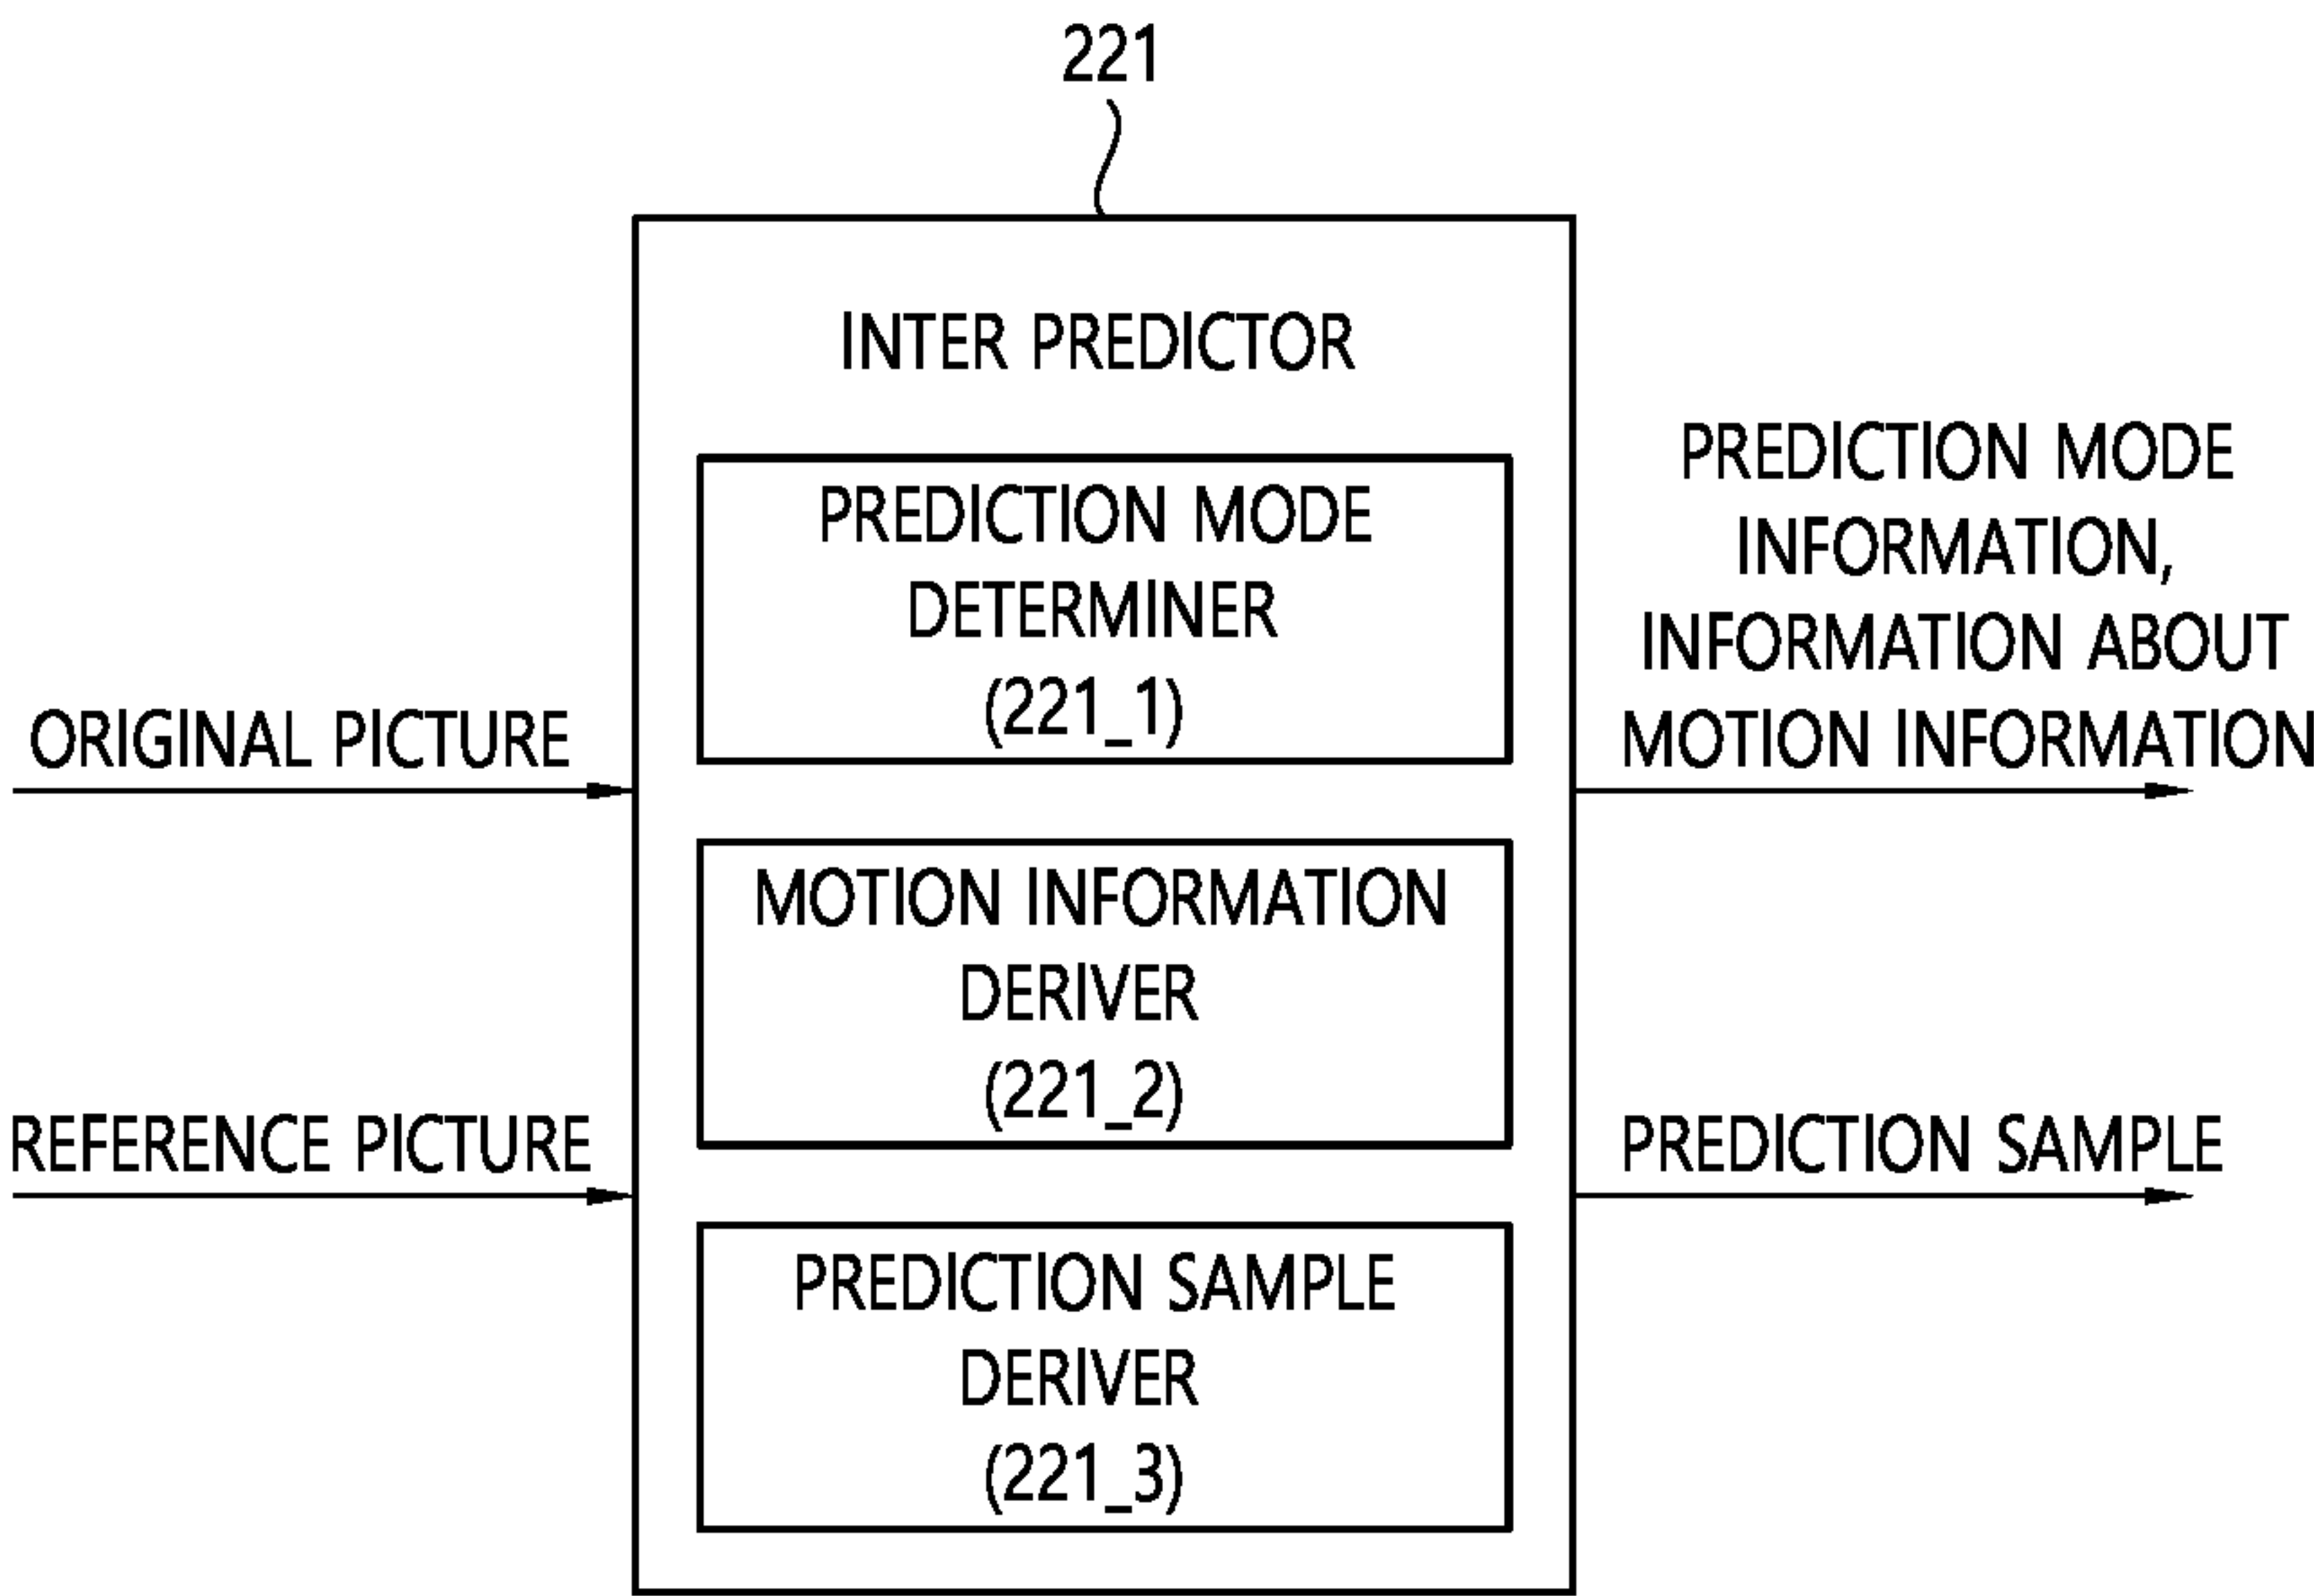 221
INTER PREDICTOR
PREDICTION MODE
DETERMINER
(221_1)
MOTION INFORMATION
DERIVER
(221_2)
PREDICTION SAMPLE
DERIVER
(221_3)
ORIGINAL PICTURE
REFERENCE PICTURE
PREDICTION MODE
INFORMATION,
INFORMATION ABOUT
MOTION INFORMATION
PREDICTION SAMPLE